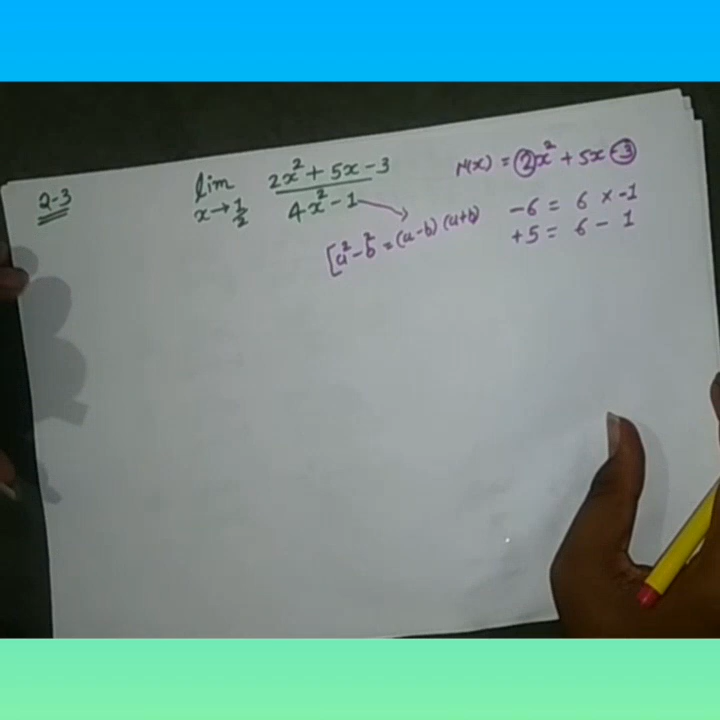 Q-3
lim x→1/2 2x² + 5x - 3 / 4x² - 1
[a² - b² = (a-b) (a+b)
N(x) = 2x² + 5x -3
-6 = 6 × -1
+5 = 6 - 1